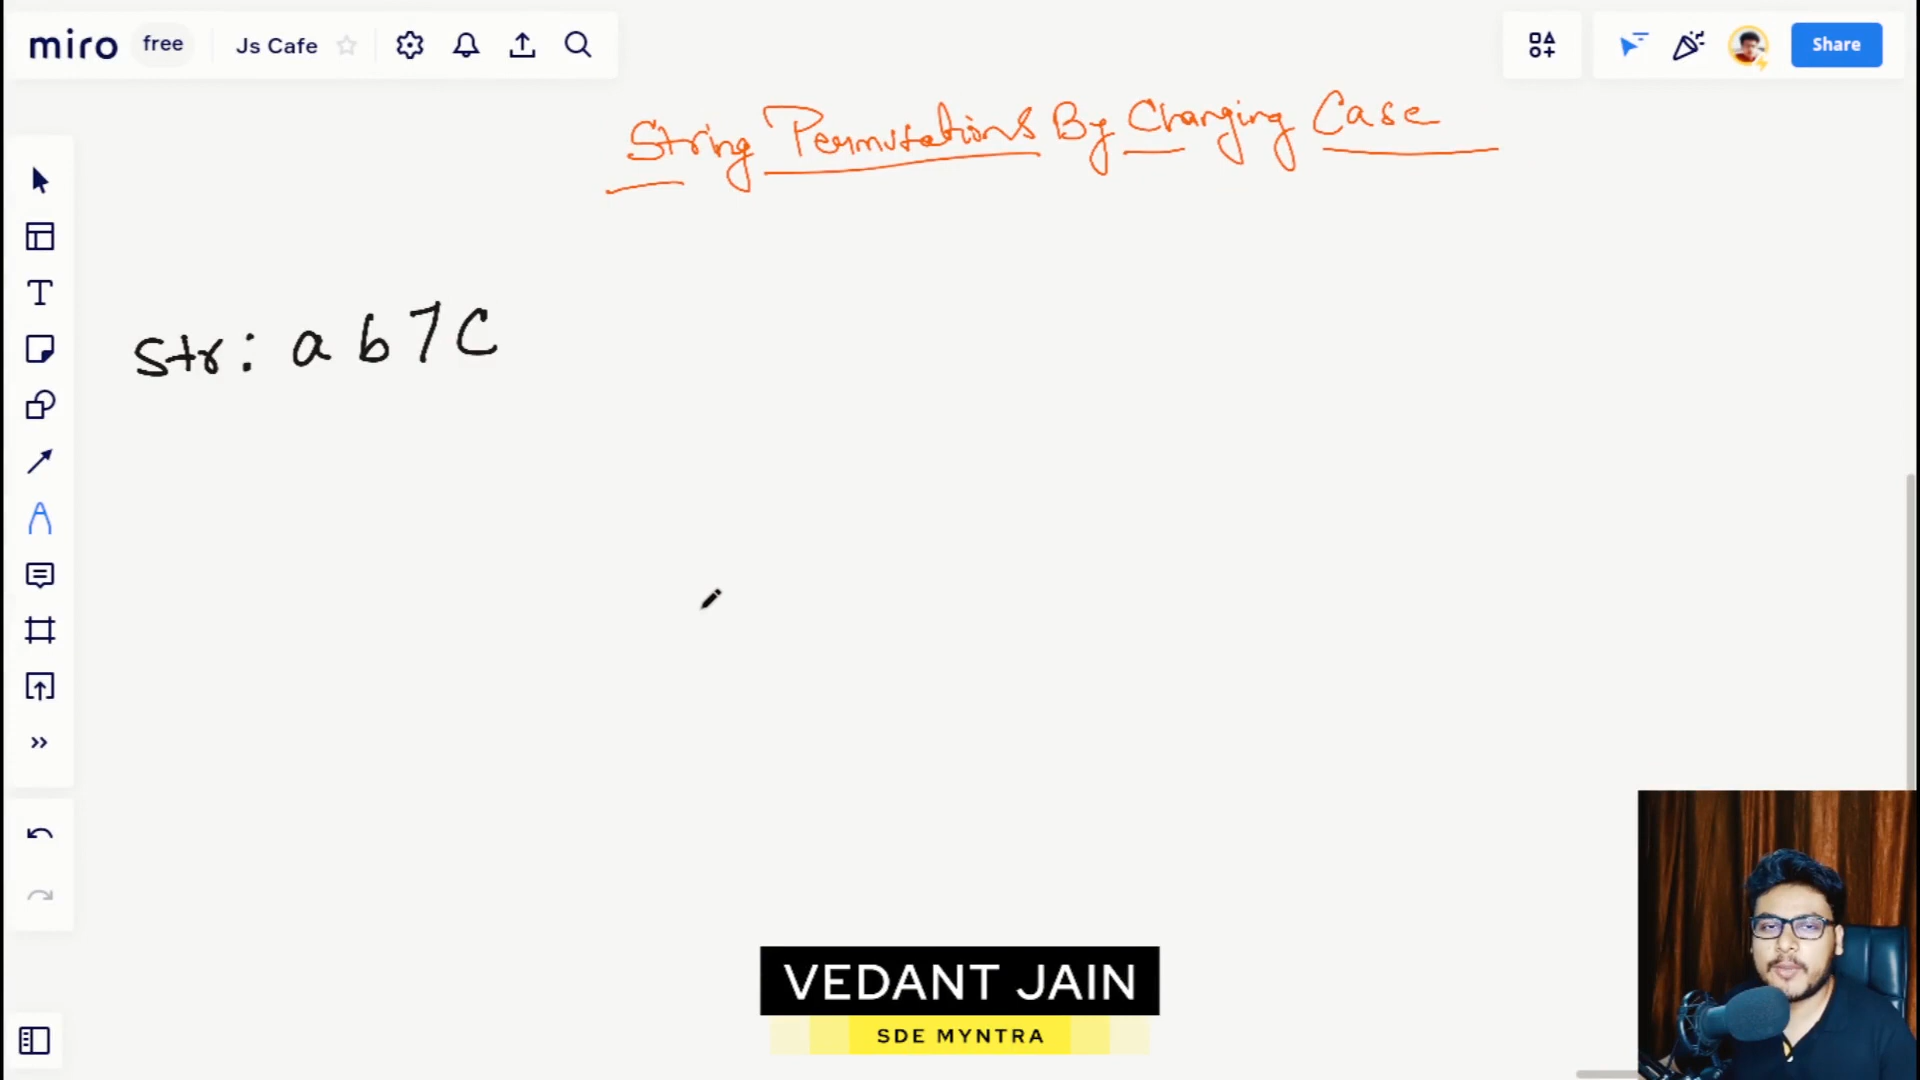 miro free Js Cafe
Share
String Permutations By Changing Case
Str: a b 7 C
VEDANT JAIN
SDE MYNTRA